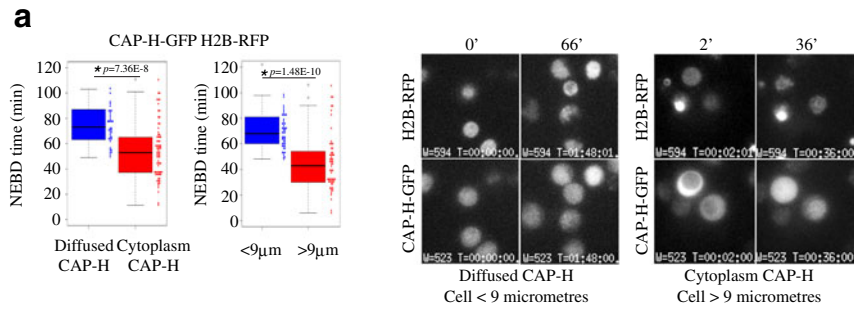 a
CAP-H-GFP H2B-RFP
NEBD time (min)
120
100
80
60
40
20
0
* p=7.36E-8
Diffused CAP-H
Cytoplasm CAP-H
NEBD time (min)
120
100
80
60
40
20
0
* p=1.48E-10
<9μm
>9μm
0'
66'
H2B-RFP
W=594 T=00:00:00
W=594 T=01:48:01
CAP-H-GFP
W=523 T=00:00:00
W=523 T=01:48:00
Diffused CAP-H
Cell < 9 micrometres
2'
36'
H2B-RFP
W=594 T=00:02:01
W=594 T=00:36:00
CAP-H-GFP
W=523 T=00:02:00
W=523 T=00:36:00
Cytoplasm CAP-H
Cell > 9 micrometres